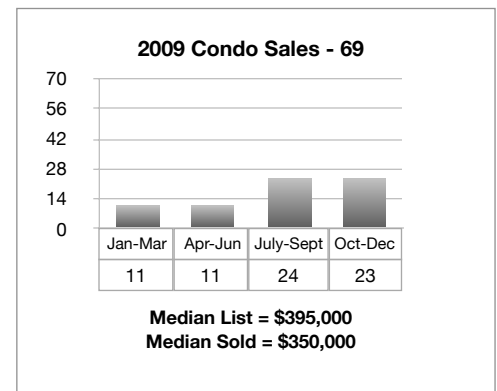 2009 Condo Sales - 69
70
56
42
28
14
0
Jan-Mar Apr-Jun July-Sept Oct-Dec
11 11 24 23
Median List = $395,000
Median Sold = $350,000